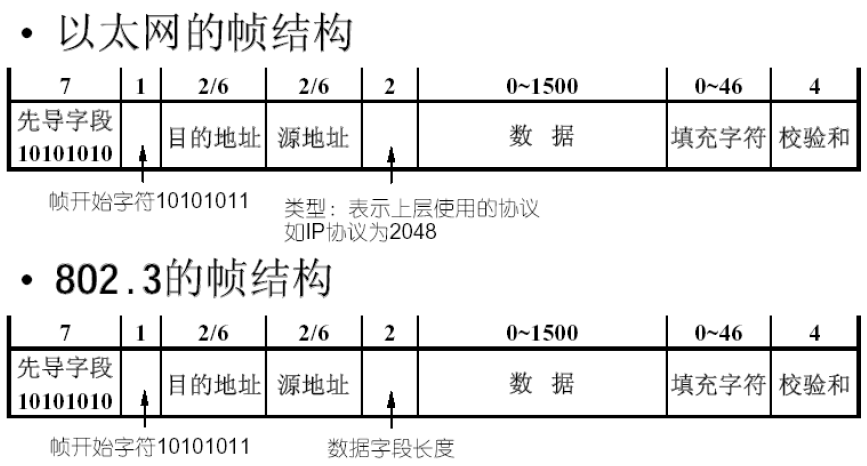 • 以太网的帧结构
7 1 2/6 2/6 2 0~1500 0~46 4
先导字段 10101010 目的地址 源地址 数 据 填充字符 校验和
帧开始字符10101011
类型：表示上层使用的协议
如IP协议为2048
• 802.3的帧结构
7 1 2/6 2/6 2 0~1500 0~46 4
先导字段 10101010 目的地址 源地址 数 据 填充字符 校验和
帧开始字符10101011
数据字段长度